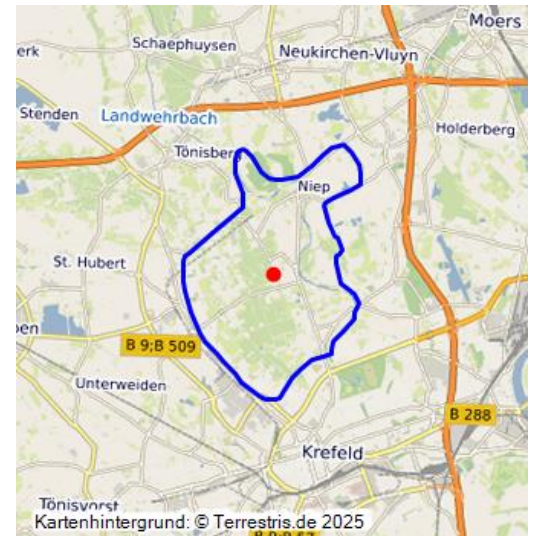 Moers
Schaephuysen
Neukirchen-Vluyn
erk
Stenden
Landwehrbach
Holderberg
Tönisberg
Niep
St. Hubert
B 9;B 509
Unterweiden
B 288
Krefeld
Tönisvorst
Kartenhintergrund: © Terrestris.de 2025